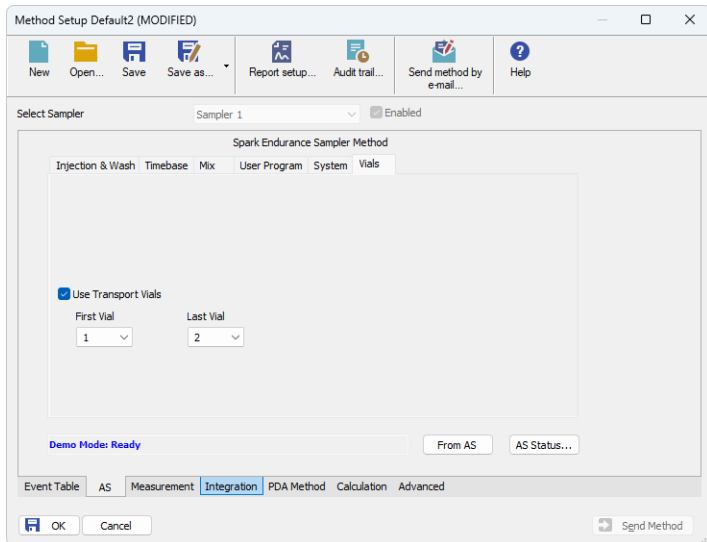 Method Setup Default2 (MODIFIED)
New Open... Save Save as... Report setup... Audit trail... Send method by e-mail... Help
Select Sampler Sampler 1 Enabled
Spark Endurance Sampler Method
Injection & Wash Timebase Mix User Program System Vials
Use Transport Vials
First Vial Last Vial
1 2
Demo Mode: Ready From AS AS Status...
Event Table AS Measurement Integration PDA Method Calculation Advanced
OK Cancel Send Method